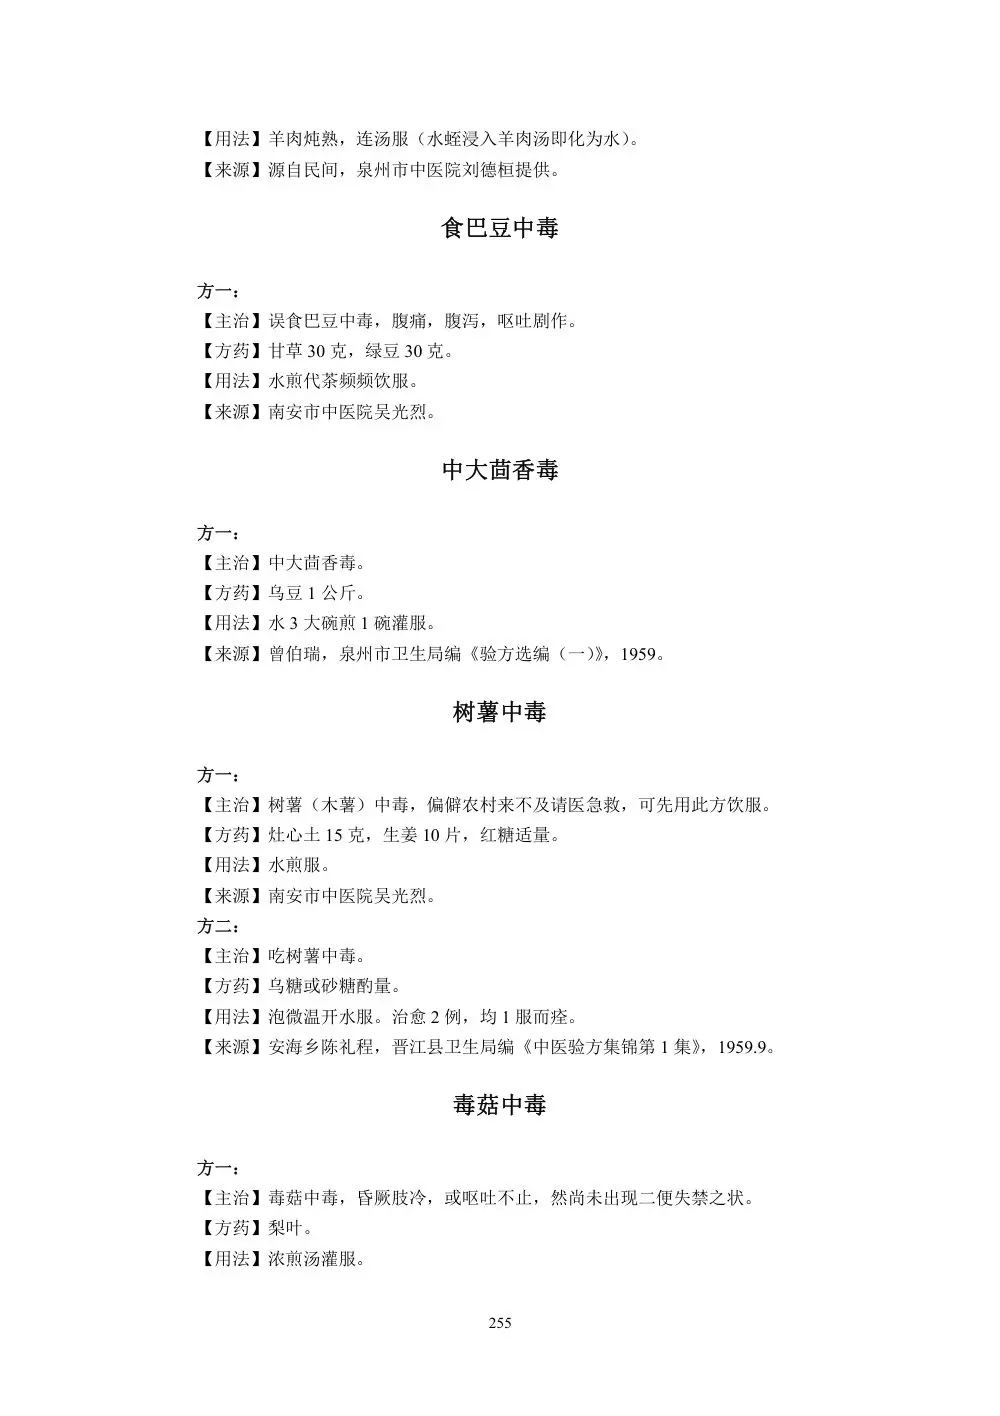 【用法】羊肉炖熟，连汤服（水蛭浸入羊肉汤即化为水）。
【来源】源自民间，泉州市中医院刘德桓提供。
食巴豆中毒
方一：
【主治】误食巴豆中毒，腹痛，腹泻，呕吐剧作。
【方药】甘草 30 克，绿豆 30 克。
【用法】水煎代茶频频饮服。
【来源】南安市中医院吴光烈。
中大茴香毒
方一：
【主治】中大茴香毒。
【方药】乌豆 1 公斤。
【用法】水 3 大碗煎 1 碗灌服。
【来源】曾伯瑞，泉州市卫生局编《验方选编（一）》，1959。
树薯中毒
方一：
【主治】树薯（木薯）中毒，偏僻农村来不及请医急救，可先用此方饮服。
【方药】灶心土 15 克，生姜 10 片，红糖适量。
【用法】水煎服。
【来源】南安市中医院吴光烈。
方二：
【主治】吃树薯中毒。
【方药】乌糖或砂糖酌量。
【用法】泡微温开水服。治愈 2 例，均 1 服而痊。
【来源】安海乡陈礼程，晋江县卫生局编《中医验方集锦第 1 集》，1959.9。
毒菇中毒
方一：
【主治】毒菇中毒，昏厥肢冷，或呕吐不止，然尚未出现二便失禁之状。
【方药】梨叶。
【用法】浓煎汤灌服。
255